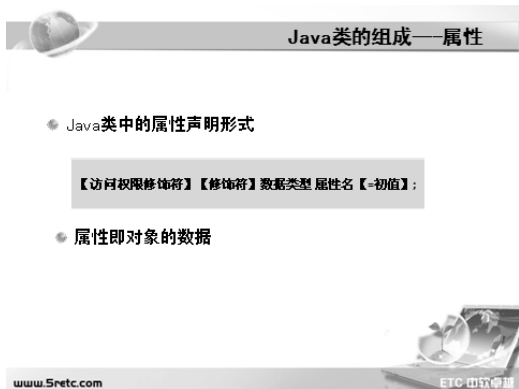 Java类的组成---属性
Java类中的属性声明形式
【访问权限修饰符】【修饰符】数据类型 属性名【=初值】;
属性即对象的数据
www.5retc.com
ETC 中软卓越